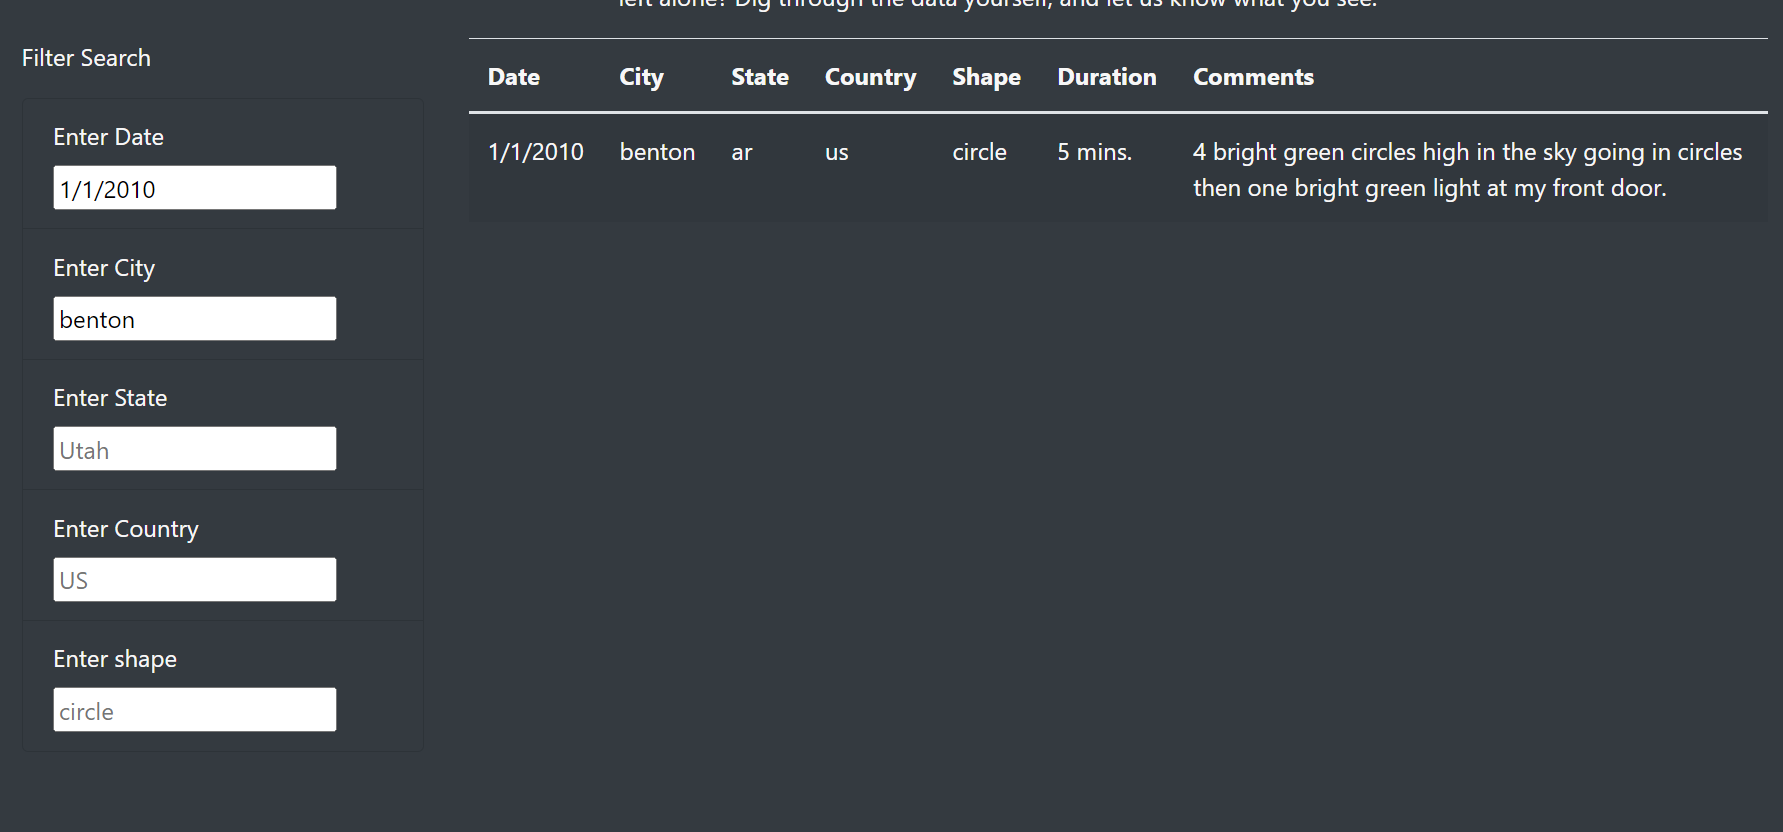 left alone? Dig through the data yourself, and let us know what you see.
Filter Search
Enter Date
1/1/2010
Enter City
benton
Enter State
Utah
Enter Country
US
Enter shape
circle
Date City State Country Shape Duration Comments
1/1/2010 benton ar us circle 5 mins. 4 bright green circles high in the sky going in circles
then one bright green light at my front door.